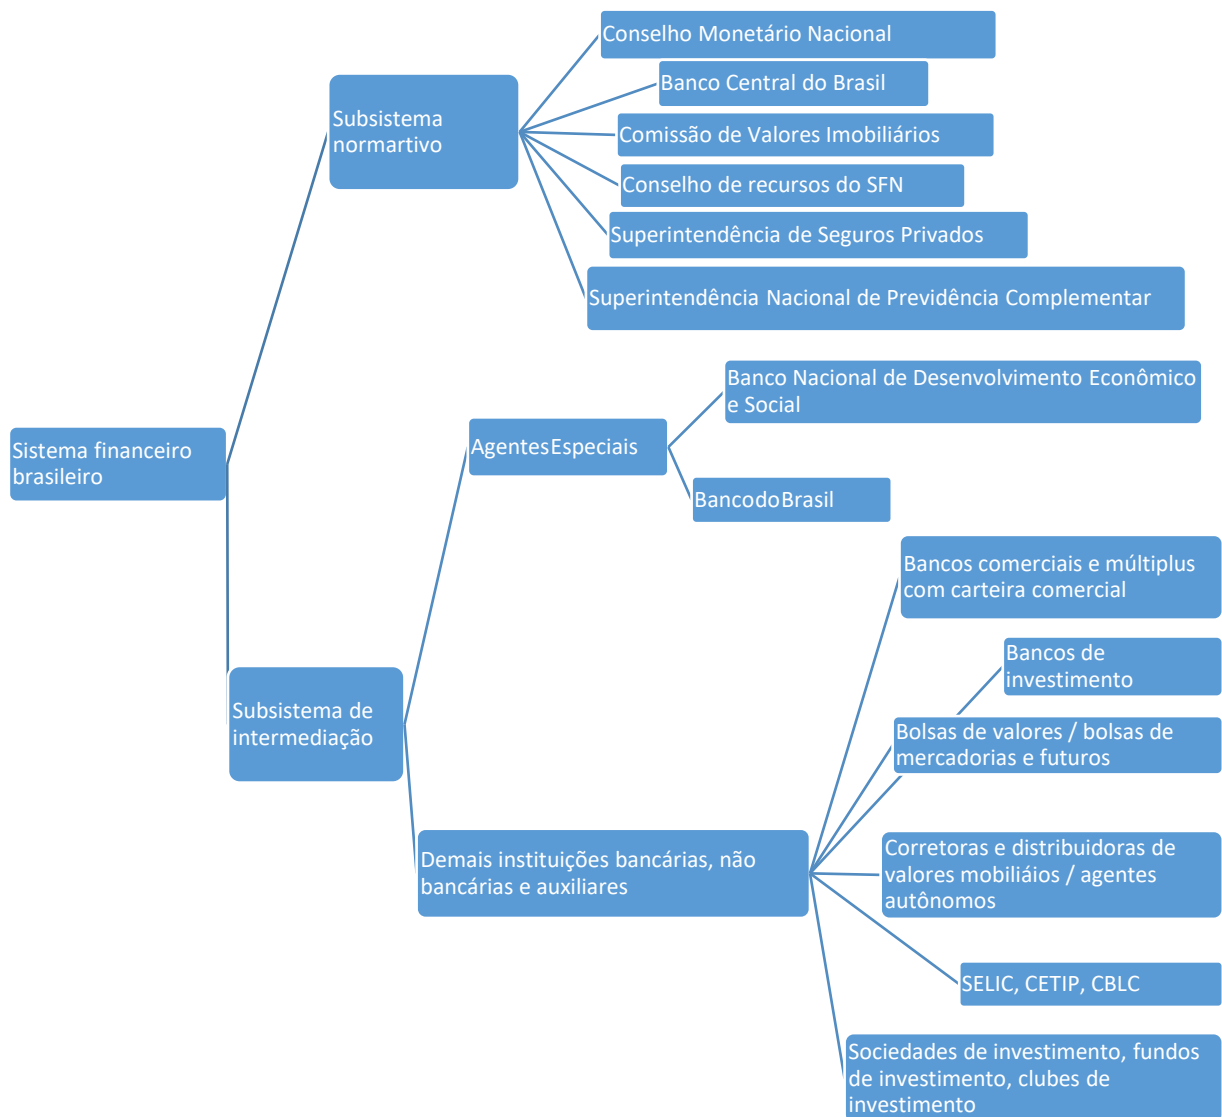 Conselho Monetário Nacional
Banco Central do Brasil
Subsistema
normartivo
Comissão de Valores Imobiliários
Conselho de recursos do SFN
Superintendência de Seguros Privados
Superintendência Nacional de Previdência Complementar
Banco Nacional de Desenvolvimento Econômico
e Social
Sistema financeiro
brasileiro
AgentesEspeciais
BancodoBrasil
Bancos comerciais e múltiplus
com carteira comercial
Bancos de
investimento
Subsistema de
intermediação
Bolsas de valores / bolsas de
mercadorias e futuros
Demais instituições bancárias, não
bancárias e auxiliares
Corretoras e distribuidoras de
valores mobiliáios / agentes
autônomos
SELIC, CETIP, CBLC
Sociedades de investimento, fundos
de investimento, clubes de
investimento